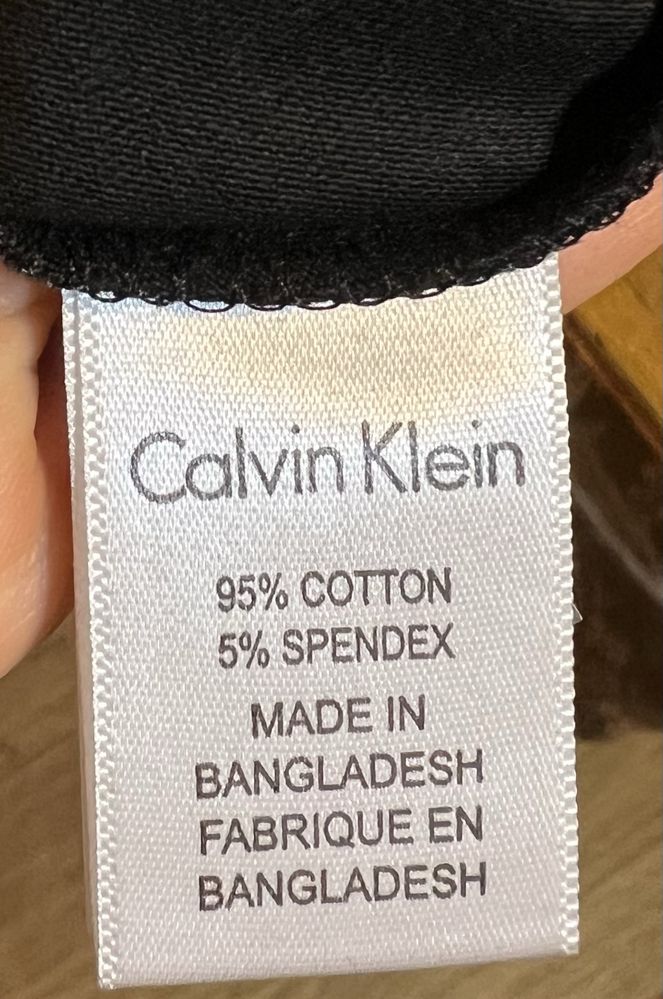 Calvin Klein
95% COTTON
5% SPENDEX
MADE IN
BANGLADESH
FABRIQUE EN
BANGLADESH